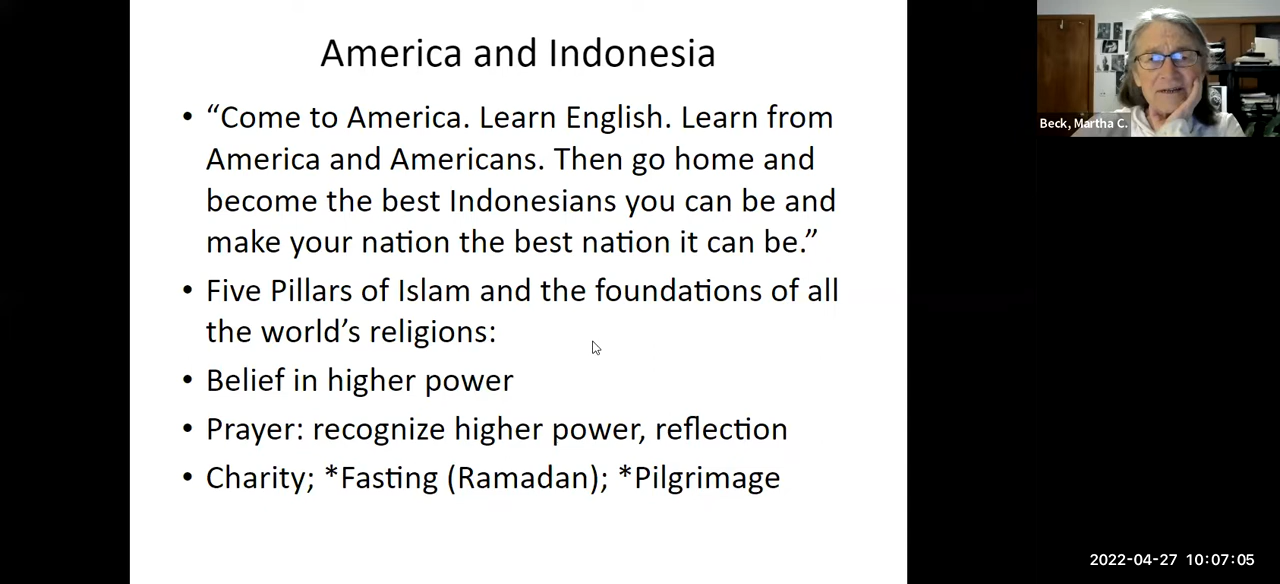 America and Indonesia
• “Come to America. Learn English. Learn from
America and Americans. Then go home and
become the best Indonesians you can be and
make your nation the best nation it can be.”
• Five Pillars of Islam and the foundations of all
the world’s religions:
• Belief in higher power
• Prayer: recognize higher power, reflection
• Charity; *Fasting (Ramadan); *Pilgrimage
Beck, Martha C.
2022-04-27 10:07:05